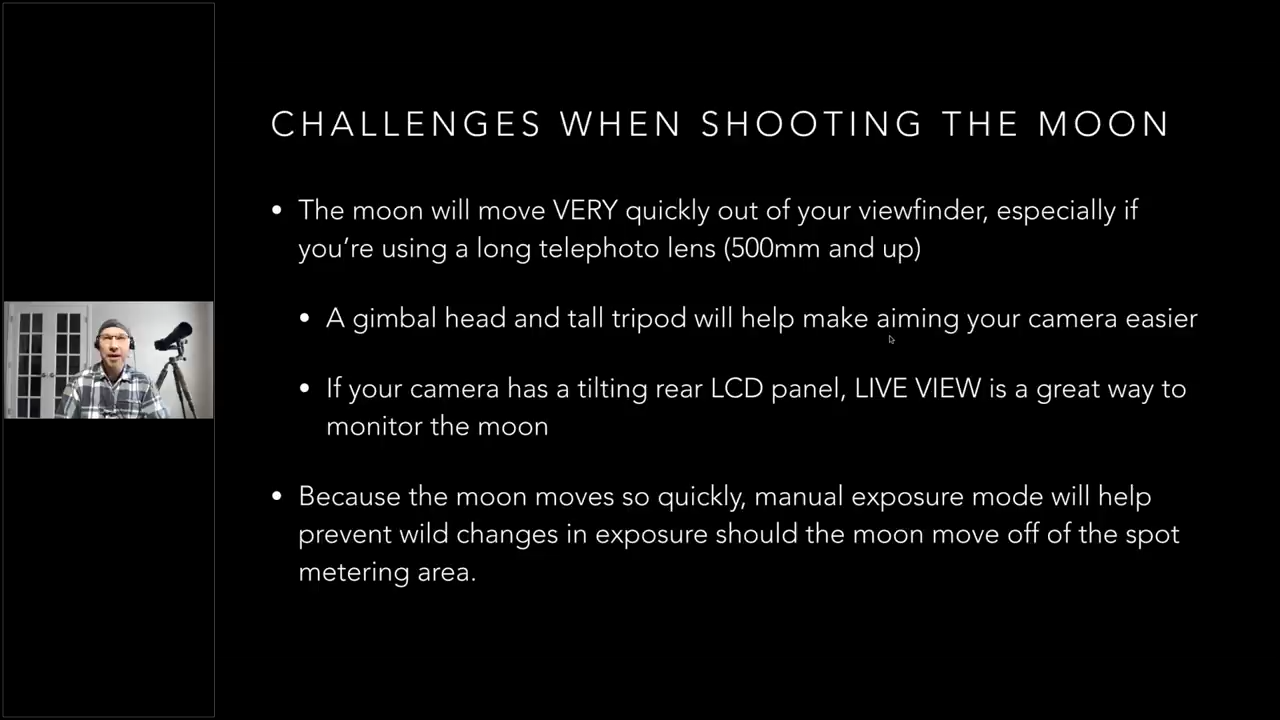 CHALLENGES WHEN SHOOTING THE MOON
• The moon will move VERY quickly out of your viewfinder, especially if
you’re using a long telephoto lens (500mm and up)
• A gimbal head and tall tripod will help make aiming your camera easier
• If your camera has a tilting rear LCD panel, LIVE VIEW is a great way to
monitor the moon
• Because the moon moves so quickly, manual exposure mode will help
prevent wild changes in exposure should the moon move off of the spot
metering area.